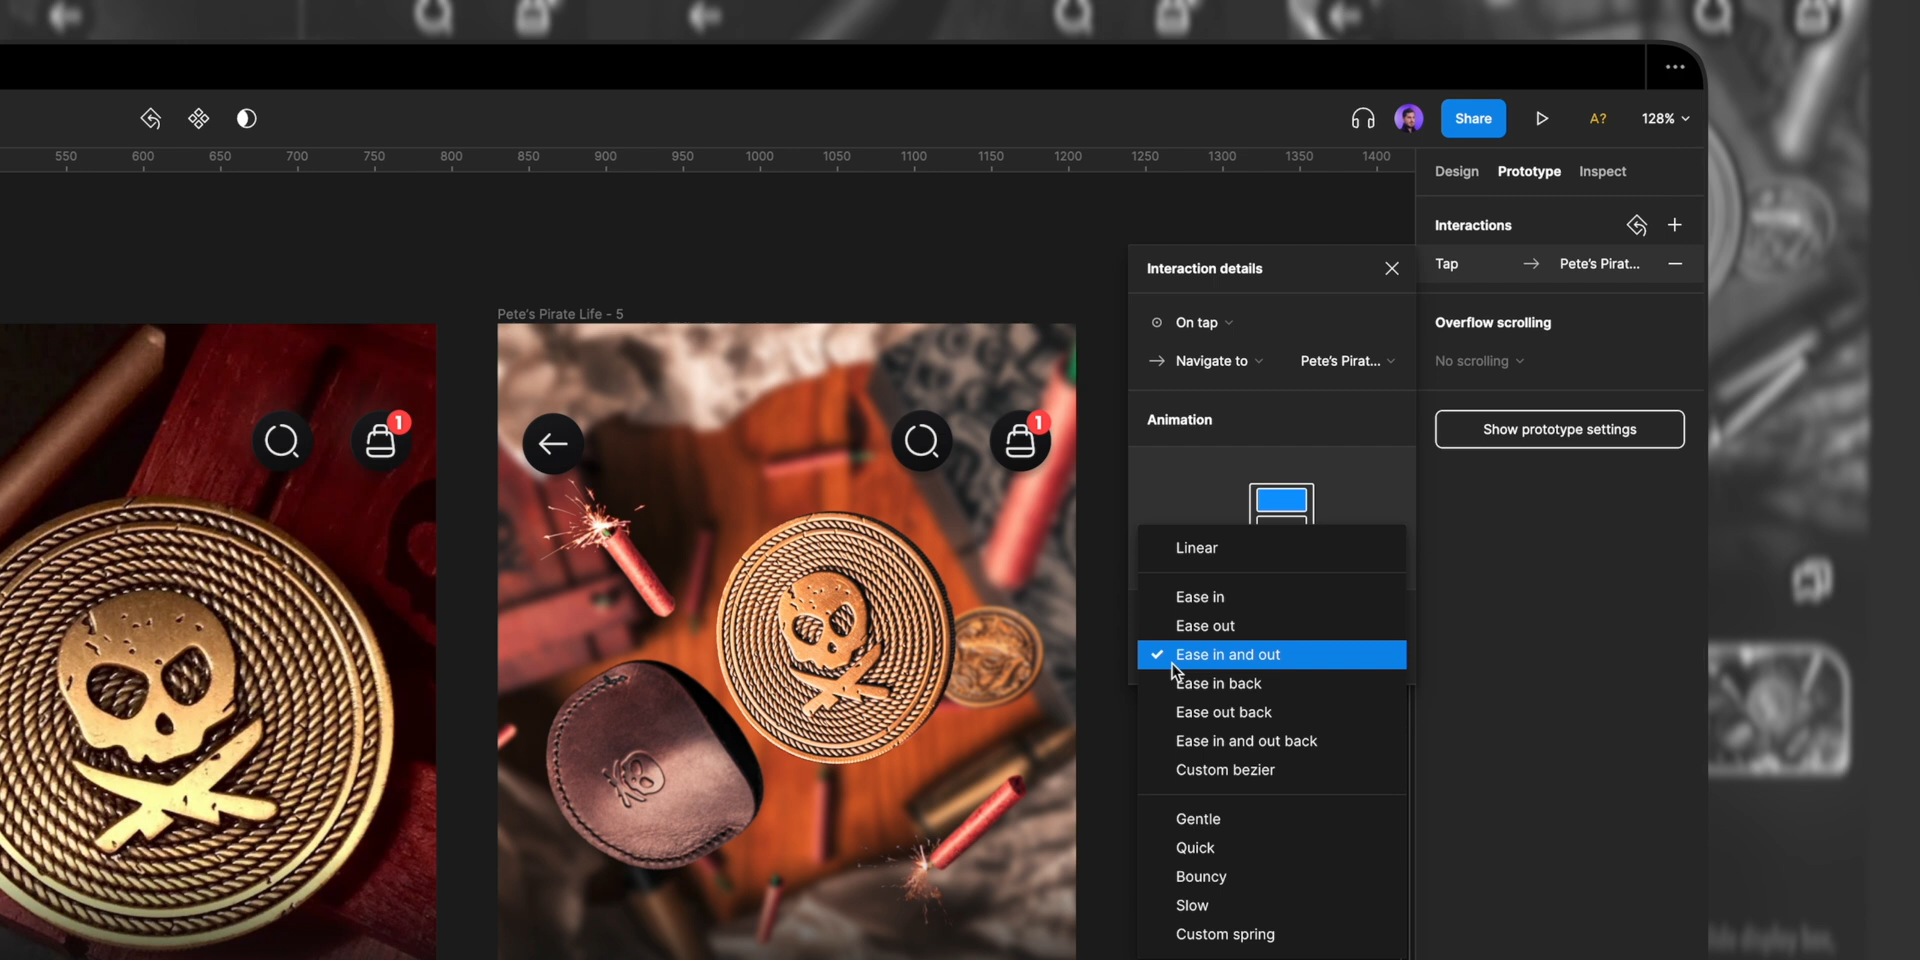 Share
A?
128%
550 600 650 700 750 800 850 900 950 1000 1050 1100 1150 1200 1250 1300 1350 1400
Design Prototype Inspect
Interactions
Tap Pete's Pirat...
Overflow scrolling
No scrolling
Show prototype settings
Interaction details
On tap
Navigate to Pete's Pirat...
Animation
Linear
Ease in
Ease out
Ease in and out
Ease in back
Ease out back
Ease in and out back
Custom bezier
Gentle
Quick
Bouncy
Slow
Custom spring
Pete's Pirate Life - 5
1
1